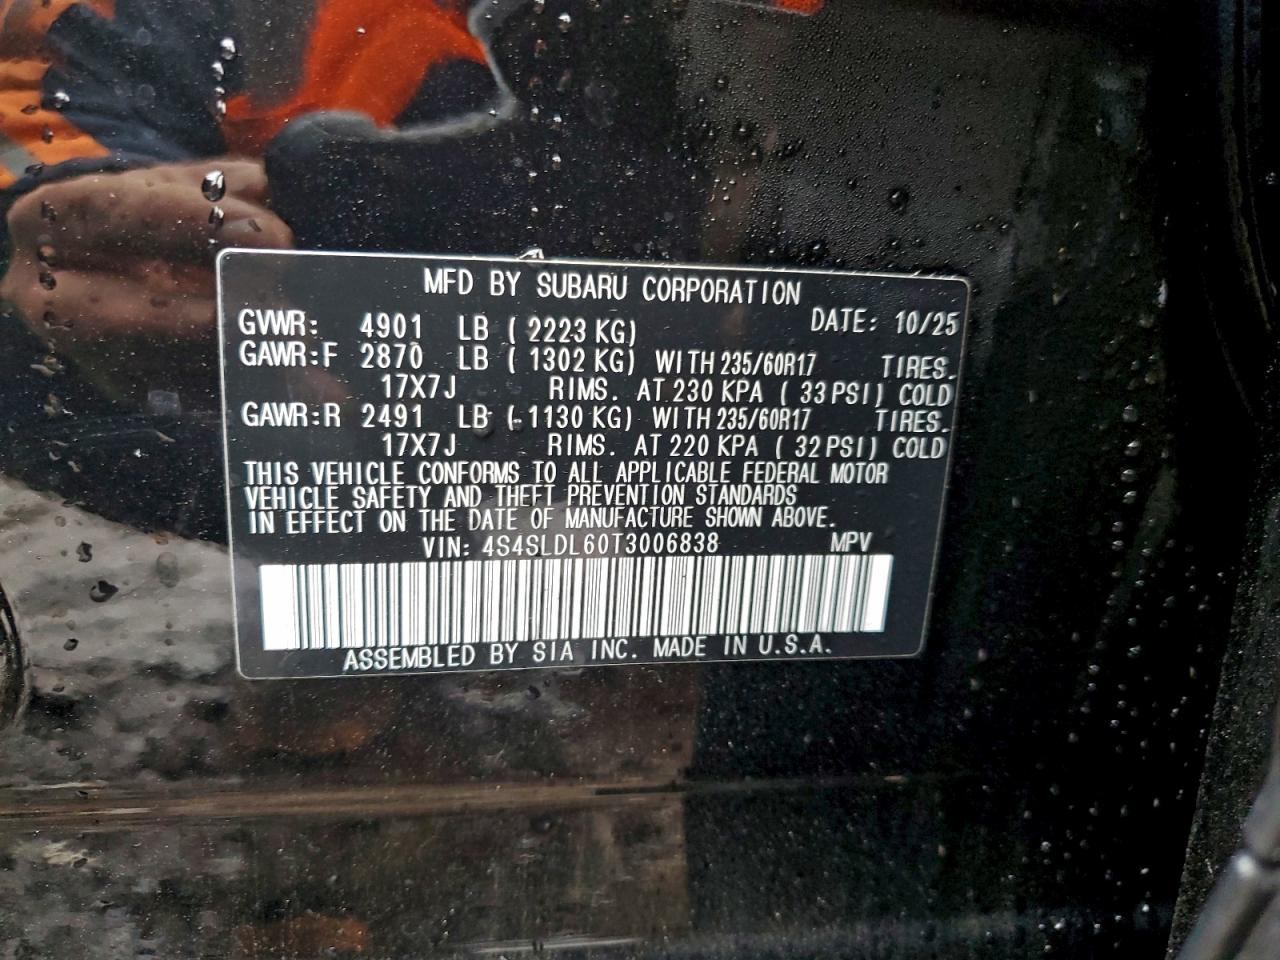 MFD BY SUBARU CORPORATION
GVWR: 4901 LB ( 2223 KG) DATE: 10/25
GAWR:F 2870 LB ( 1302 KG) WITH 235/60R17 TIRES.
17X7J RIMS. AT 230 KPA ( 33 PSI) COLD
GAWR:R 2491 LB ( 1130 KG) WITH 235/60R17 TIRES.
17X7J RIMS. AT 220 KPA ( 32 PSI) COLD
THIS VEHICLE CONFORMS TO ALL APPLICABLE FEDERAL MOTOR
VEHICLE SAFETY AND THEFT PREVENTION STANDARDS
IN EFFECT ON THE DATE OF MANUFACTURE SHOWN ABOVE.
VIN: 4S4SLDL60T3006838 MPV
ASSEMBLED BY SIA INC. MADE IN U.S.A.